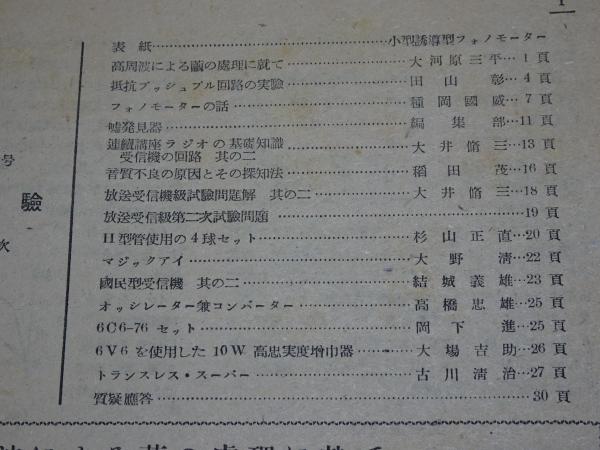 1
表紙……小型誘導型フォノモーター
高周波による繭の處理に就て……大河原三平…1頁
抵抗プッシュプル回路の実驗……田山彰…4頁
フォノモーターの話……種岡國威…7頁
嘘発見器……編集部…11頁
連續講座ラジオの基礎知識
受信機の回路 其の二……大井脩三…13頁
音質不良の原因とその探知法……稲田茂…16頁
放送受信機級試験問題解 其の二……大井脩三…18頁
放送受信級第二次試験問題……19頁
H型管使用の4球セット……杉山正直…20頁
マジックアイ……大野淸…22頁
國民型受信機 其の二……結城義雄…23頁
オッシレーター兼コンバーター……高橋忠雄…25頁
6C6-76セット……岡下進…25頁
6V6を使用した10W高忠実度增巾器……大場吉助…26頁
トランスレス・スーパー……古川淸治…27頁
質疑應答……30頁
号
驗
次